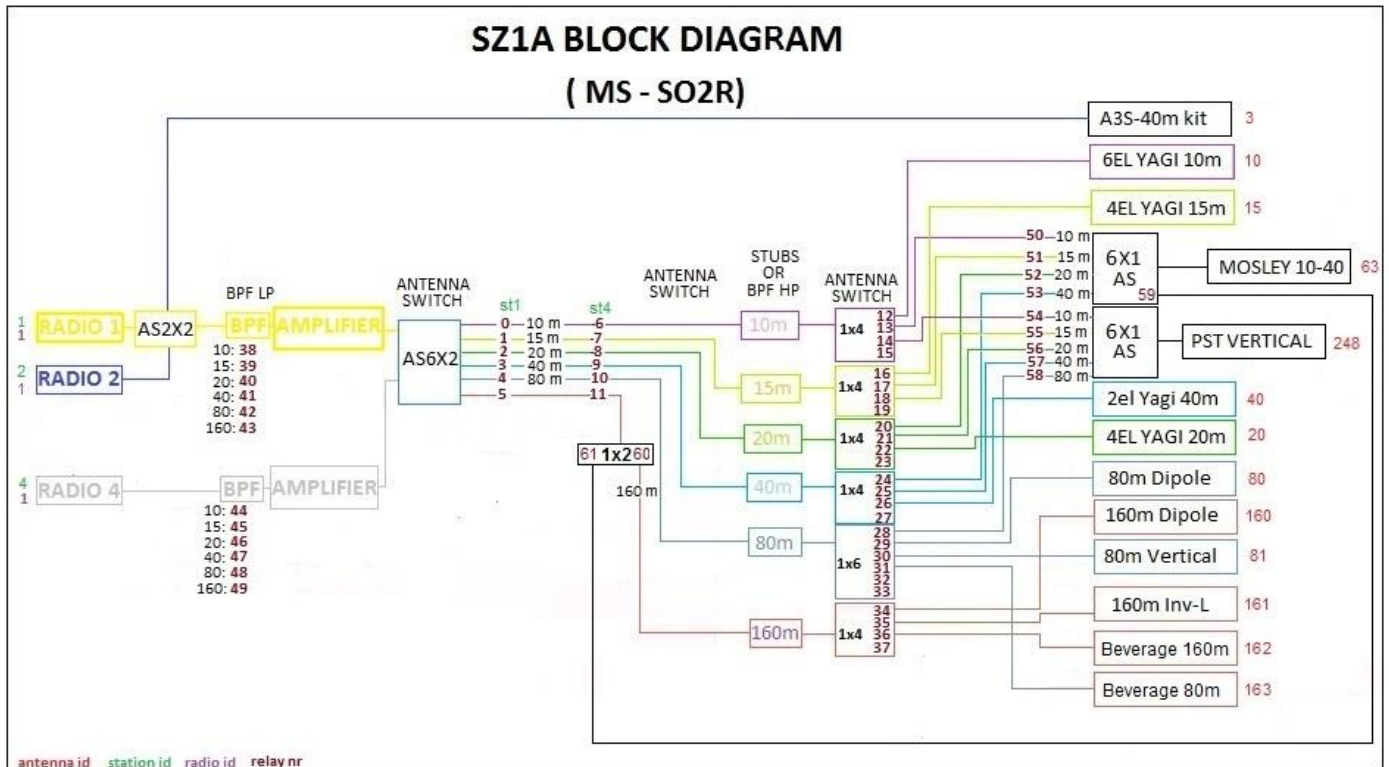 SZ1A BLOCK DIAGRAM
( MS - SO2R)
A3S-40m kit 3
6EL YAGI 10m 10
4EL YAGI 15m 15
50 10 m
51 15 m
52 20 m
53 40 m
6X1
AS
59
MOSLEY 10-40 63
54 10 m
55 15 m
56 20 m
57 40 m
58 80 m
6X1
AS
PST VERTICAL 248
2el Yagi 40m 40
4EL YAGI 20m 20
80m Dipole 80
160m Dipole 160
80m Vertical 81
160m Inv-L 161
Beverage 160m 162
Beverage 80m 163
1
1
RADIO 1
AS2X2
BPF LP
BPF
AMPLIFIER
2
1
RADIO 2
10: 38
15: 39
20: 40
40: 41
80: 42
160: 43
4
1
RADIO 4
BPF
AMPLIFIER
10: 44
15: 45
20: 46
40: 47
80: 48
160: 49
ANTENNA
SWITCH
AS6X2
st1
st4
0 10 m 6
1 15 m 7
2 20 m 8
3 40 m 9
4 80 m 10
5 11
61 1x2 60
160 m
ANTENNA
SWITCH
STUBS
OR
BPF HP
10m
15m
20m
40m
80m
160m
ANTENNA
SWITCH
1x4
12
13
14
15
1x4
16
17
18
19
1x4
20
21
22
23
1x4
24
25
26
27
1x6
28
29
30
31
32
33
1x4
34
35
36
37
antenna id station id radio id relay nr